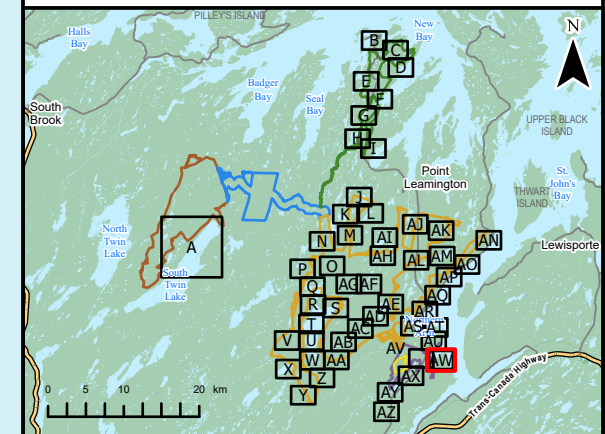 PILLEY'S ISLAND
Halls
Bay
New
Bay
N
B
C
D
Badger
Bay
E
Seal
Bay
F
South
Brook
G
UPPER BLACK
ISLAND
H
I
Point
Leamington
St.
John's
Bay
THWART
ISLAND
J
K
L
AJ
AK
North
Twin
Lake
A
N
M
AI
AN
Lewisporte
AH
AL
AM
AO
South
Twin
Lake
P
O
AP
Q
AG
AF
AQ
R
S
AE
AR
AD
T
AC
AS
AT
V
U
AB
AU
AV
W
AA
AW
X
Z
AX
Y
AY
AZ
0 5 10 20 km
Trans-Canada Highway